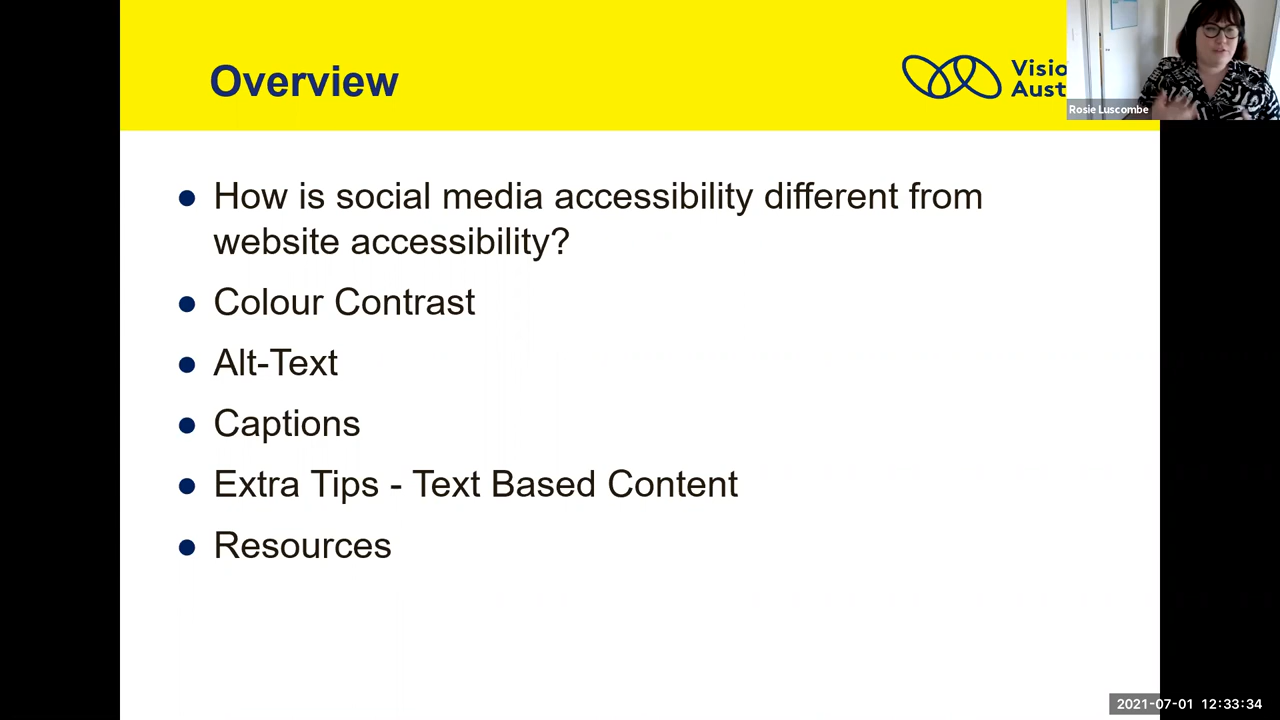 Overview
Visio
Aust
Rosie Luscombe
How is social media accessibility different from
website accessibility?
Colour Contrast
Alt-Text
Captions
Extra Tips - Text Based Content
Resources
2021-07-01 12:33:34